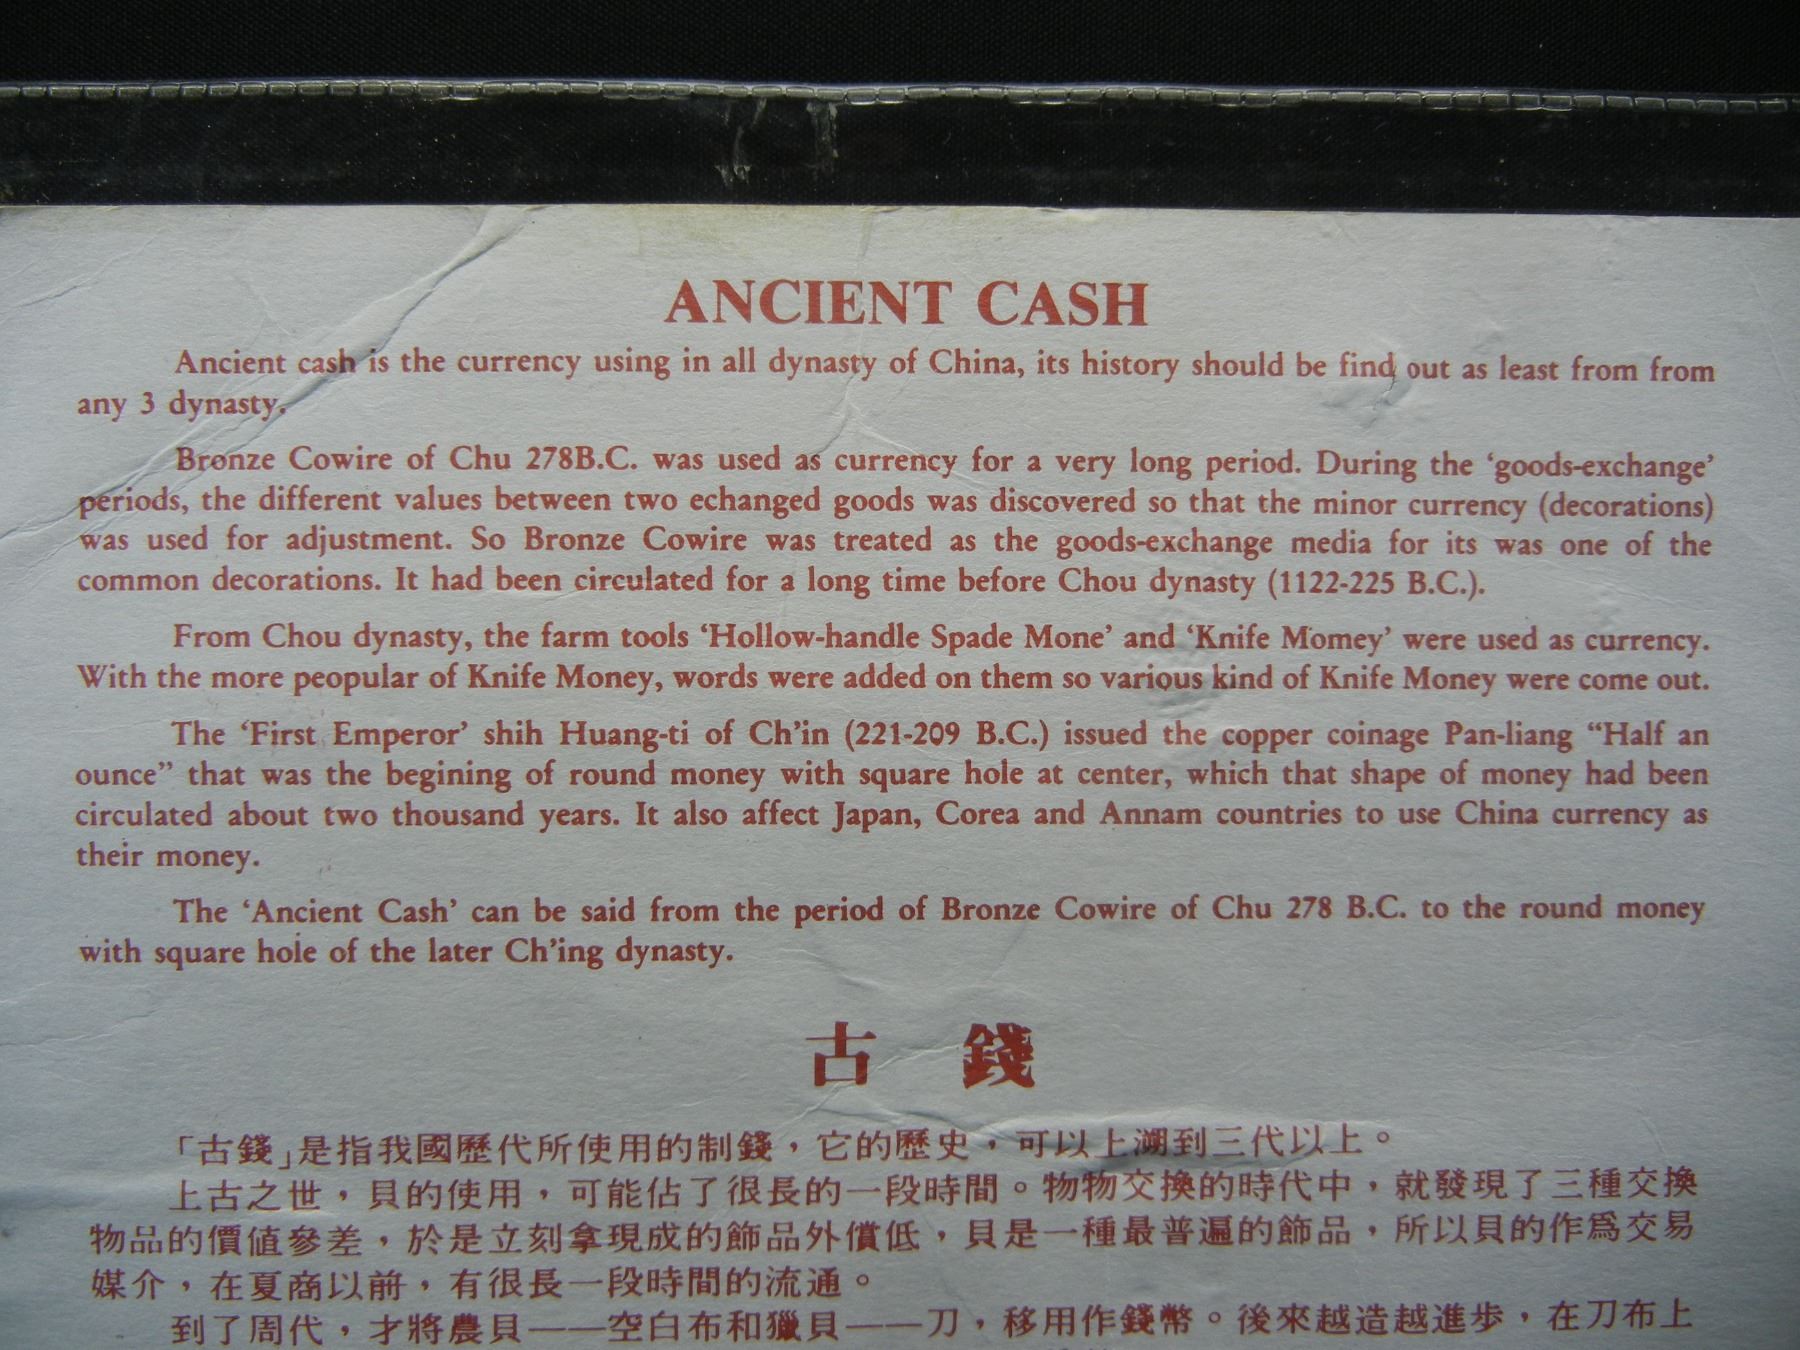 ANCIENT CASH
Ancient cash is the currency using in all dynasty of China, its history should be find out as least from from
any 3 dynasty.
Bronze Cowire of Chu 278B.C. was used as currency for a very long period. During the ‘goods-exchange’
periods, the different values between two echanged goods was discovered so that the minor currency (decorations)
was used for adjustment. So Bronze Cowire was treated as the goods-exchange media for its was one of the
common decorations. It had been circulated for a long time before Chou dynasty (1122-225 B.C.).
From Chou dynasty, the farm tools ‘Hollow-handle Spade Mone’ and ‘Knife Momey’ were used as currency.
With the more peopular of Knife Money, words were added on them so various kind of Knife Money were come out.
The ‘First Emperor’ shih Huang-ti of Ch’in (221-209 B.C.) issued the copper coinage Pan-liang “Half an
ounce” that was the begining of round money with square hole at center, which that shape of money had been
circulated about two thousand years. It also affect Japan, Corea and Annam countries to use China currency as
their money.
The ‘Ancient Cash’ can be said from the period of Bronze Cowire of Chu 278 B.C. to the round money
with square hole of the later Ch’ing dynasty.
古 錢
「古錢」是指我國歷代所使用的制錢，它的歷史，可以上溯到三代以上。
上古之世，貝的使用，可能佔了很長的一段時間。物物交換的時代中，就發現了三種交換
物品的價值參差，於是立刻拿現成的飾品外償低，貝是一種最普遍的飾品，所以貝的作爲交易
媒介，在夏商以前，有很長一段時間的流通。
到了周代，才將農貝——空白布和獵貝——刀，移用作錢幣。後來越造越進步，在刀布上